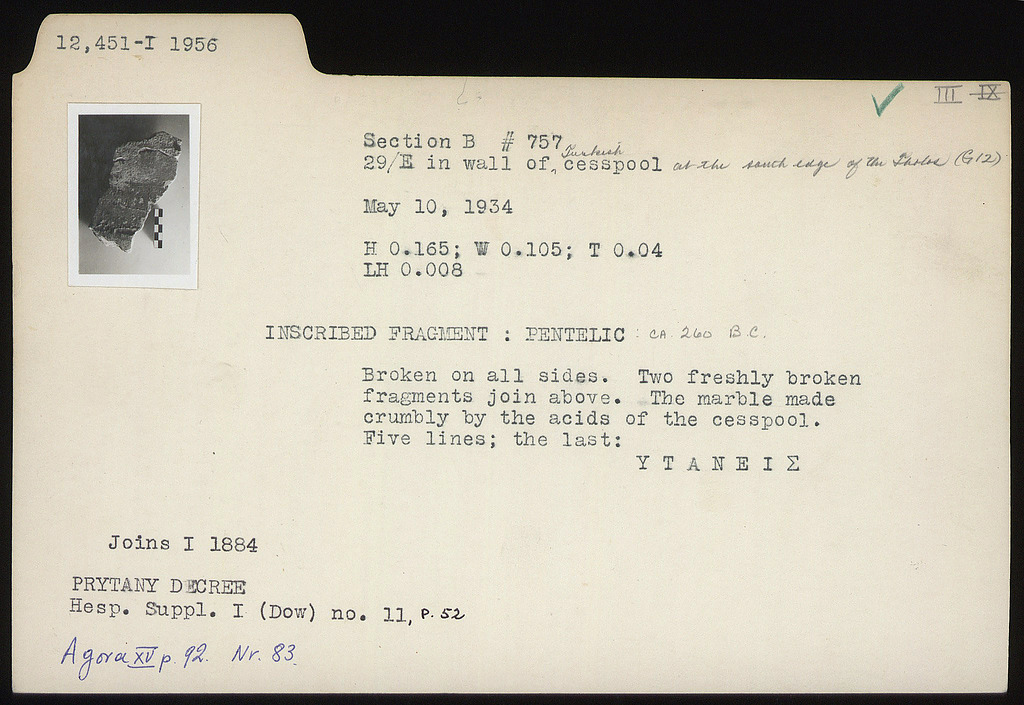 12,451-I 1956
III IX
Section B # 757
29/E in wall of Turkish cesspool at the south edge of the Tholos (G12)
May 10, 1934
H 0.165; W 0.105; T 0.04
LH 0.008
INSCRIBED FRAGMENT : PENTELIC : CA. 260 B.C.
Broken on all sides. Two freshly broken
fragments join above. The marble made
crumbly by the acids of the cesspool.
Five lines; the last:
Υ Τ Α Ν Ε Ι Σ
Joins I 1884
PRYTANY DECREE
Hesp. Suppl. I (Dow) no. 11, P. 52
Agora XV p. 92. Nr. 83.